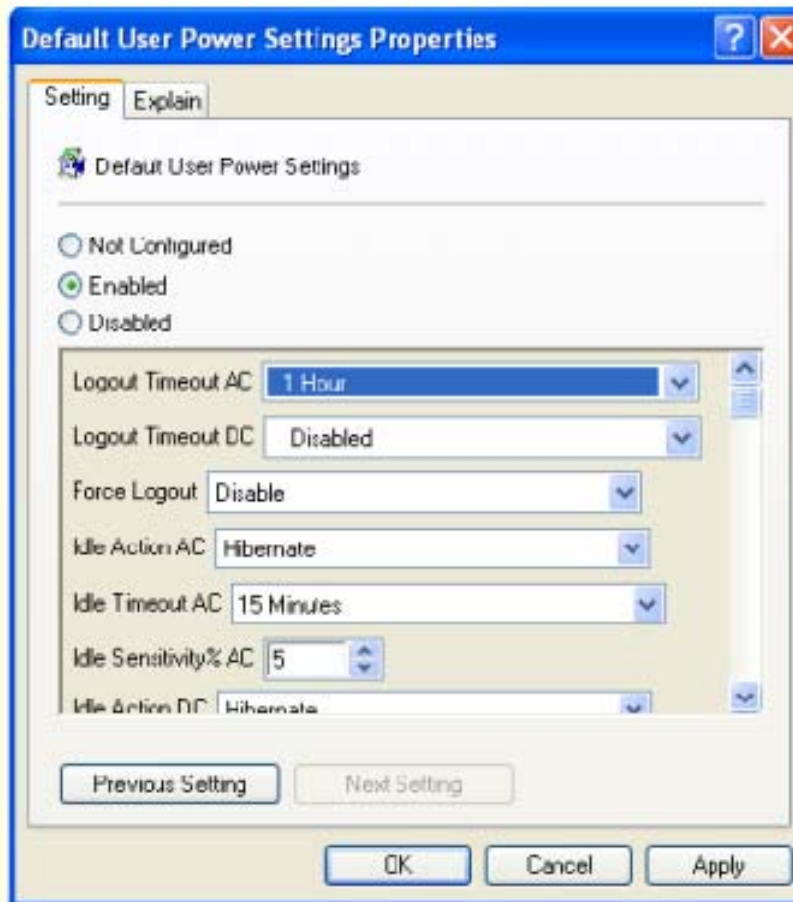 Default User Power Settings Properties
Setting Explain
Default User Power Settings
Not Configured
Enabled
Disabled
Logout Timeout AC 1 Hour
Logout Timeout DC Disabled
Force Logout Disable
Idle Action AC Hibernate
Idle Timeout AC 15 Minutes
Idle Sensitivity% AC 5
Idle Action DC Hibernate
Previous Setting Next Setting
OK Cancel Apply